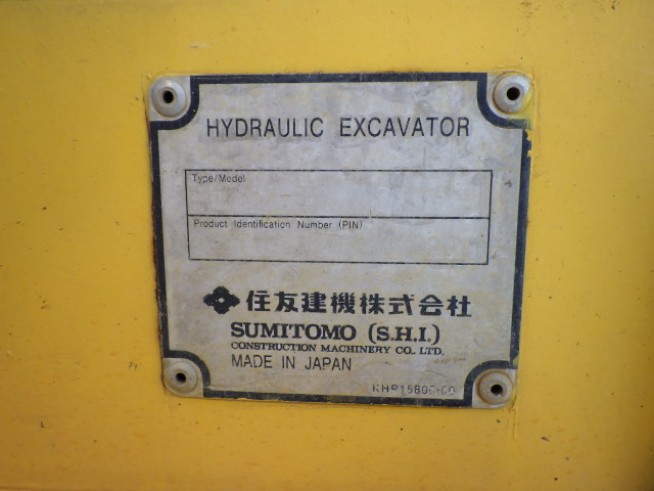 HYDRAULIC EXCAVATOR
Type/Model
Product Identification Number (PIN)
住友建機株式会社
SUMITOMO (S.H.I.)
CONSTRUCTION MACHINERY CO., LTD.
MADE IN JAPAN